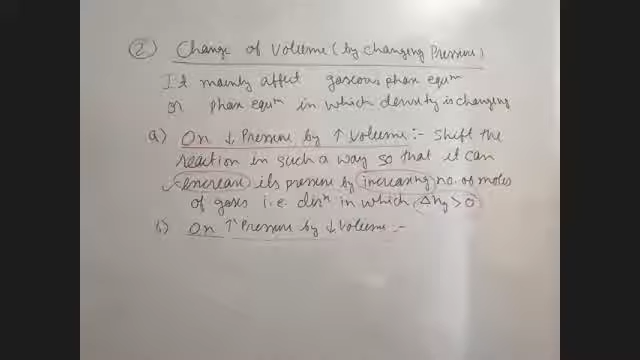 ② Change of Volume (by changing Pressure)
It mainly affect gaseous phase equᵐ
or phase equᵐ in which density is changing
a) On ↓ Pressure by ↑ Volume :- Shift the
reaction in such a way so that it can
increase its pressure by increasing no. of moles
of gases i.e. dirⁿ in which Δng > 0
b) On ↑ Pressure by ↓ Volume :-